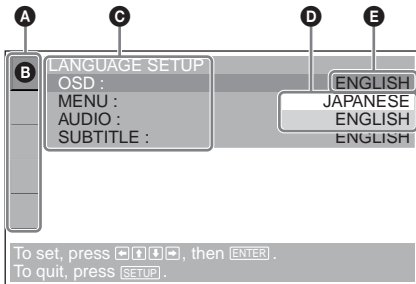 A C D E
B
LANGUAGE SETUP
OSD : ENGLISH
MENU : JAPANESE
AUDIO : ENGLISH
SUBTITLE : ENGLISH
To set, press ←↑↓→, then ENTER .
To quit, press SETUP .